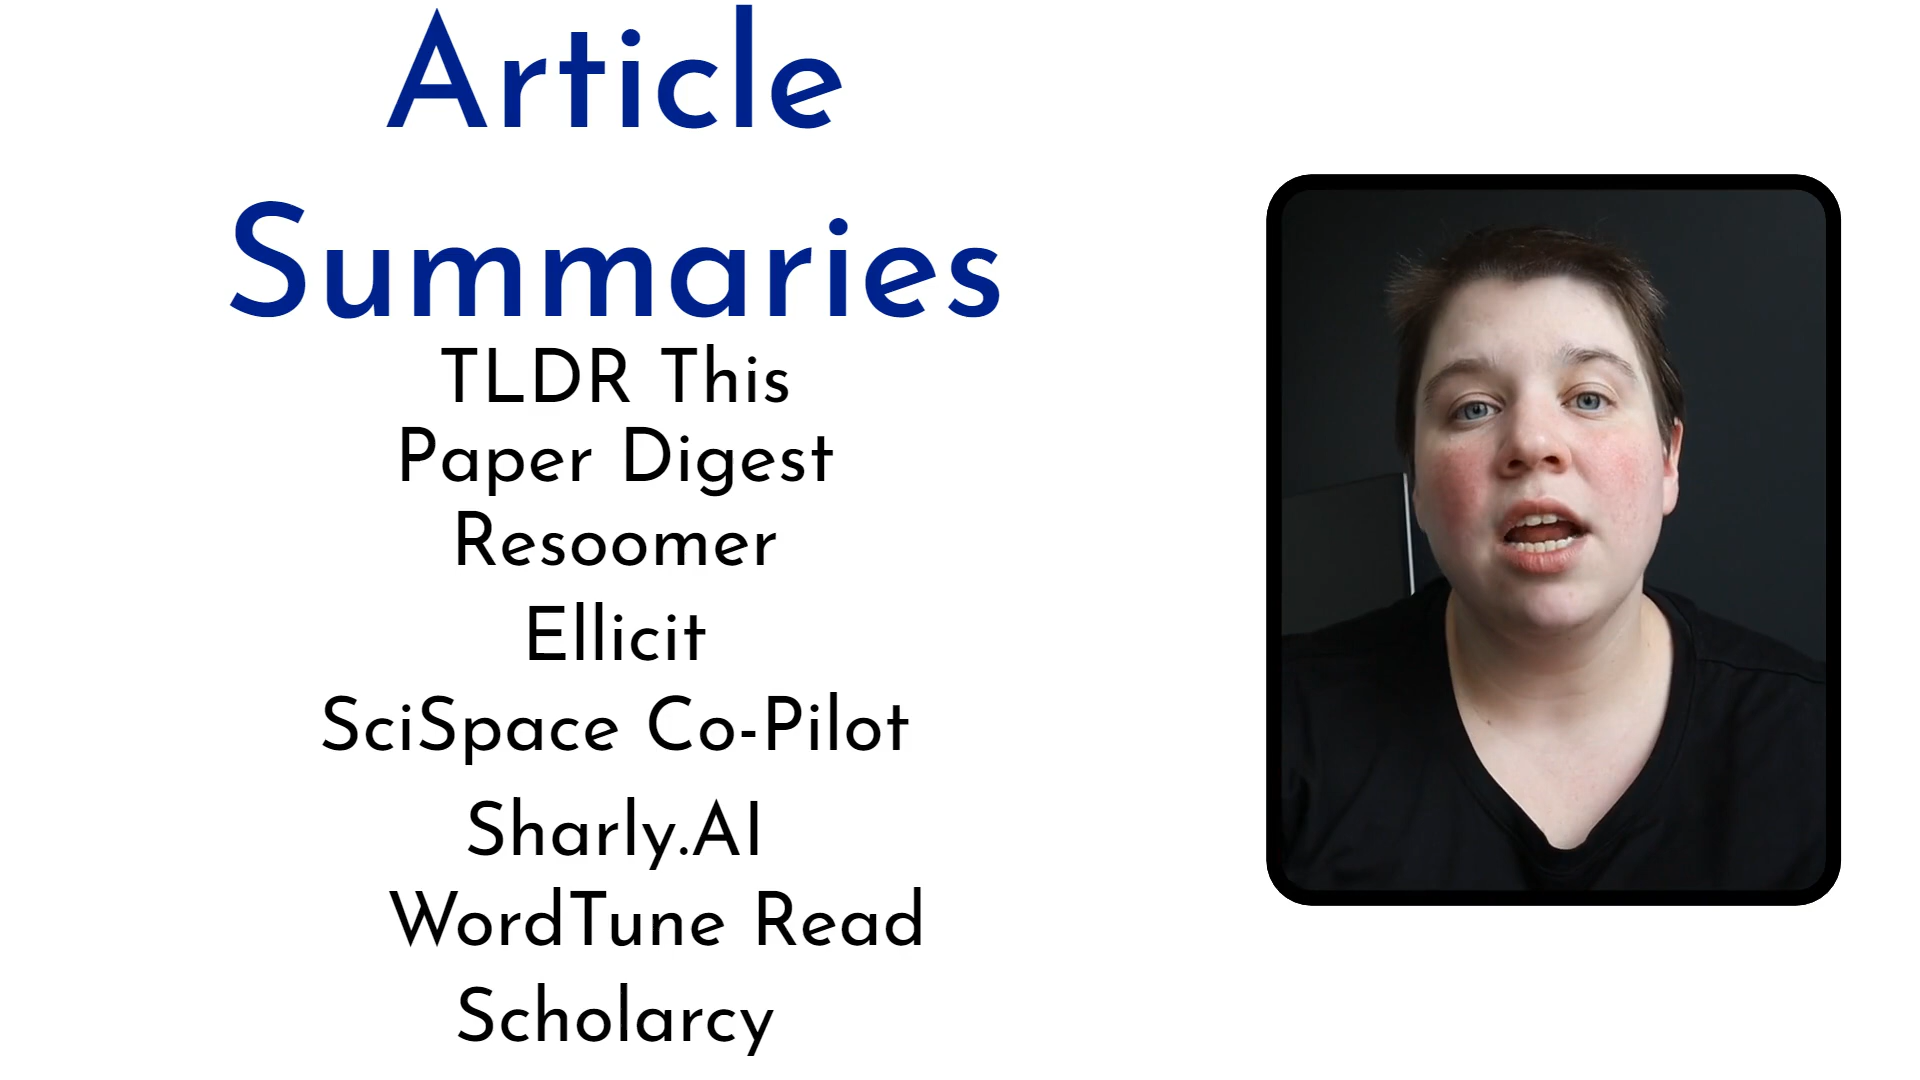 Article
Summaries
TLDR This
Paper Digest
Resoomer
Ellicit
SciSpace Co-Pilot
Sharly.AI
WordTune Read
Scholarcy